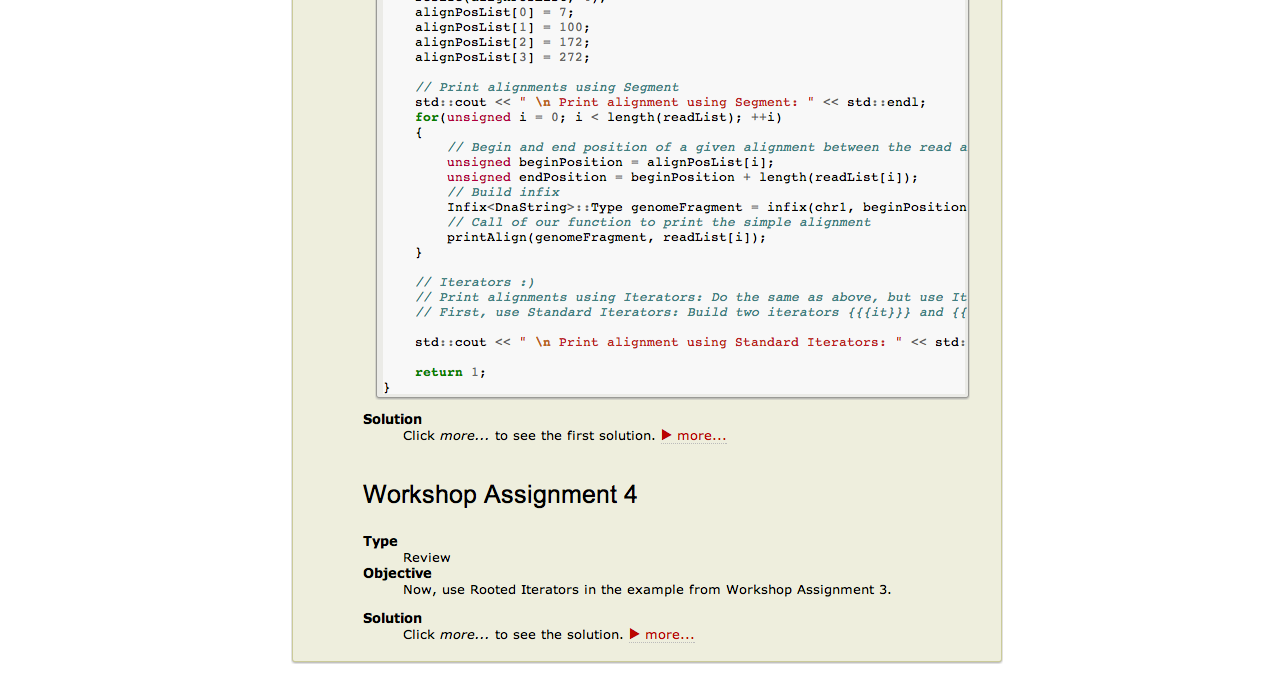 alignPosList[0] = 7;
alignPosList[1] = 100;
alignPosList[2] = 172;
alignPosList[3] = 272;
// Print alignments using Segment
std::cout << " \n Print alignment using Segment: " << std::endl;
for(unsigned i = 0; i < length(readList); ++i)
{
// Begin and end position of a given alignment between the read a
unsigned beginPosition = alignPosList[i];
unsigned endPosition = beginPosition + length(readList[i]);
// Build infix
Infix<DnaString>::Type genomeFragment = infix(chr1, beginPosition
// Call of our function to print the simple alignment
printAlign(genomeFragment, readList[i]);
}
// Iterators :)
// Print alignments using Iterators: Do the same as above, but use It
// First, use Standard Iterators: Build two iterators {{{it}}} and {{
std::cout << " \n Print alignment using Standard Iterators: " << std:
return 1;
}
Solution
Click more... to see the first solution. ▶ more...
Workshop Assignment 4
Type
Review
Objective
Now, use Rooted Iterators in the example from Workshop Assignment 3.
Solution
Click more... to see the solution. ▶ more...